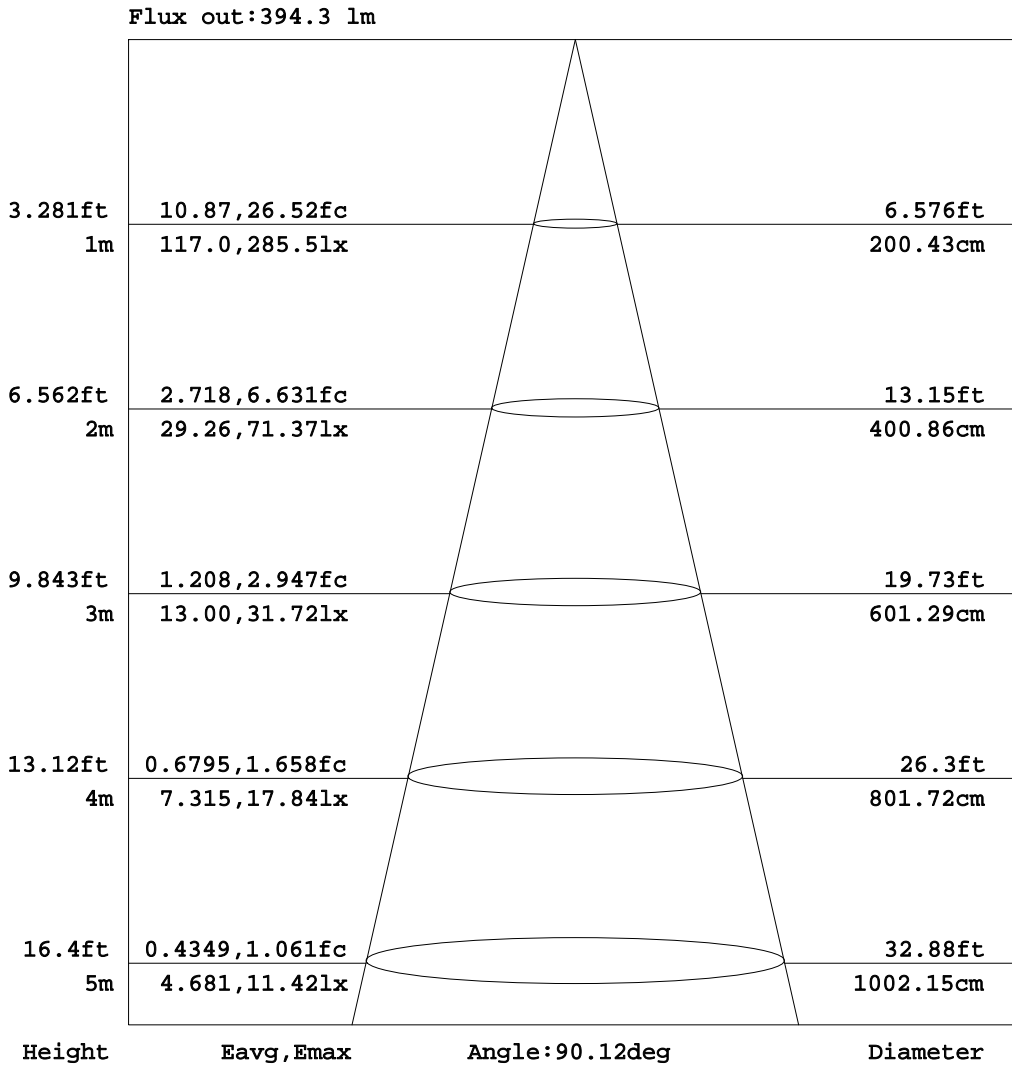 Flux out:394.3 lm
3.281ft 10.87,26.52fc 6.576ft
1m 117.0,285.5lx 200.43cm
6.562ft 2.718,6.631fc 13.15ft
2m 29.26,71.37lx 400.86cm
9.843ft 1.208,2.947fc 19.73ft
3m 13.00,31.72lx 601.29cm
13.12ft 0.6795,1.658fc 26.3ft
4m 7.315,17.84lx 801.72cm
16.4ft 0.4349,1.061fc 32.88ft
5m 4.681,11.42lx 1002.15cm
Height Eavg,Emax Angle:90.12deg Diameter